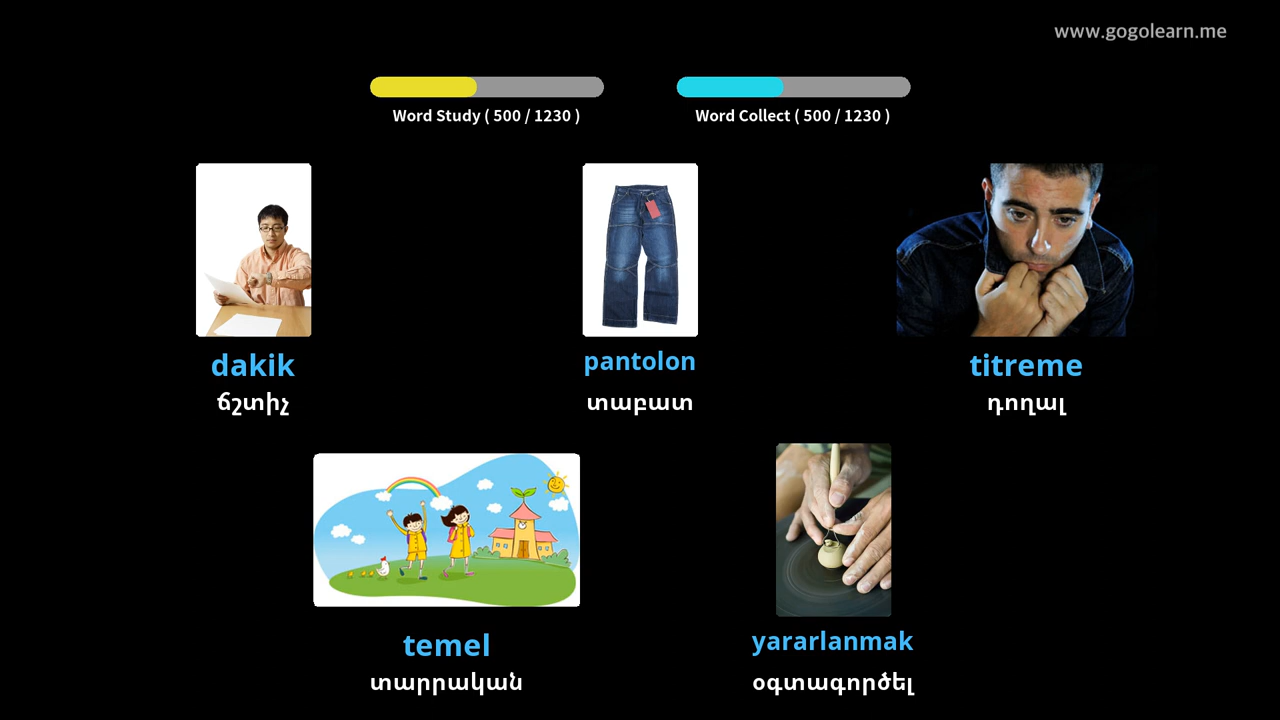 www.gogolearn.me
Word Study ( 500 / 1230 )
Word Collect ( 500 / 1230 )
dakik
ճշտիչ
pantolon
տաբատ
titreme
դողալ
temel
տարրական
yararlanmak
օգտագործել